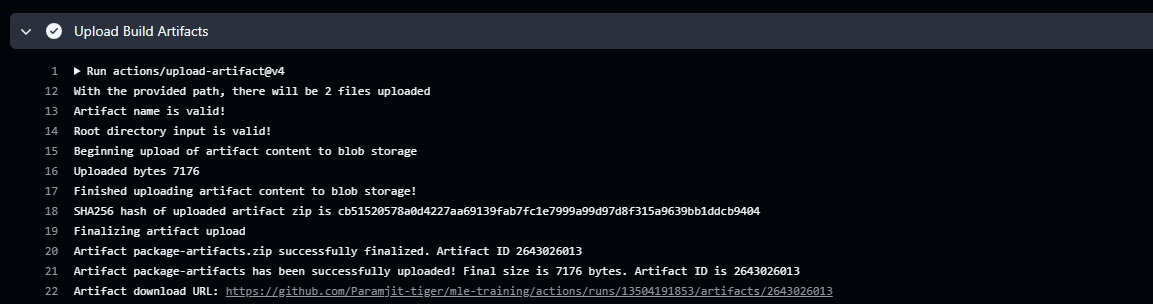 Upload Build Artifacts
1 ▶ Run actions/upload-artifact@v4
12 With the provided path, there will be 2 files uploaded
13 Artifact name is valid!
14 Root directory input is valid!
15 Beginning upload of artifact content to blob storage
16 Uploaded bytes 7176
17 Finished uploading artifact content to blob storage!
18 SHA256 hash of uploaded artifact zip is cb51520578a0d4227aa69139fab7fc1e7999a99d97d8f315a9639bb1ddcb9404
19 Finalizing artifact upload
20 Artifact package-artifacts.zip successfully finalized. Artifact ID 2643026013
21 Artifact package-artifacts has been successfully uploaded! Final size is 7176 bytes. Artifact ID is 2643026013
22 Artifact download URL: https://github.com/Paramjit-tiger/mle-training/actions/runs/13504191853/artifacts/2643026013